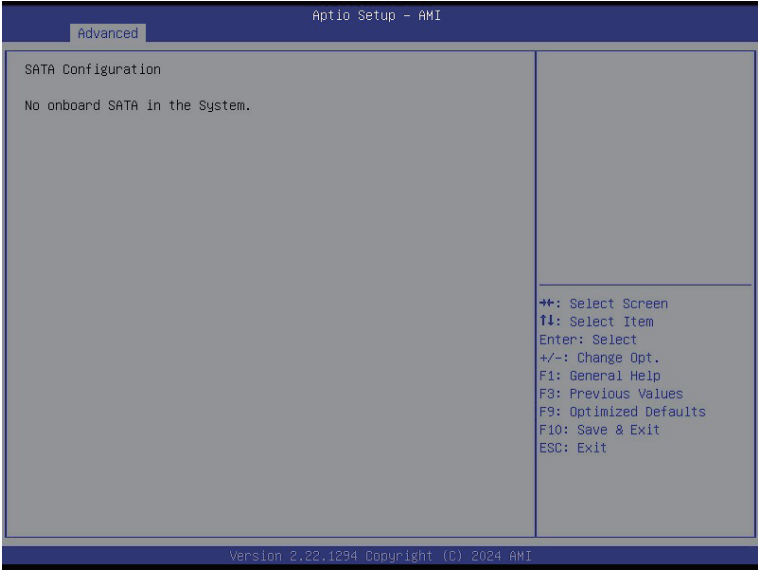 Aptio Setup – AMI
Advanced
SATA Configuration
No onboard SATA in the System.
→←: Select Screen
↑↓: Select Item
Enter: Select
+/-: Change Opt.
F1: General Help
F3: Previous Values
F9: Optimized Defaults
F10: Save & Exit
ESC: Exit
Version 2.22.1294 Copyright (C) 2024 AMI